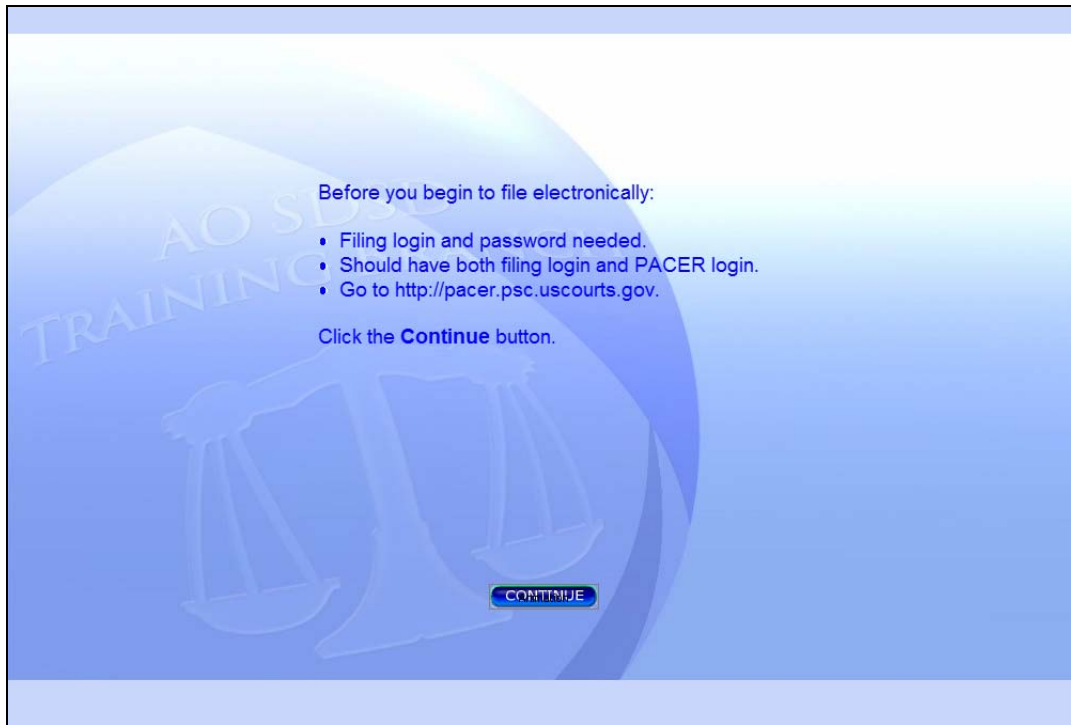 AO SDSD
TRAINING
Before you begin to file electronically:
• Filing login and password needed.
• Should have both filing login and PACER login.
• Go to http://pacer.psc.uscourts.gov.
Click the Continue button.
CONTINUE